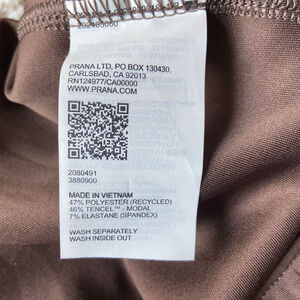 PRANA LTD, PO BOX 130430,
CARLSBAD, CA 92013
RN124977/CA00000
WWW.PRANA.COM
2080491
3880900
MADE IN VIETNAM
47% POLYESTER (RECYCLED)
46% TENCEL™ - MODAL
7% ELASTANE (SPANDEX)
WASH SEPARATELY
WASH INSIDE OUT